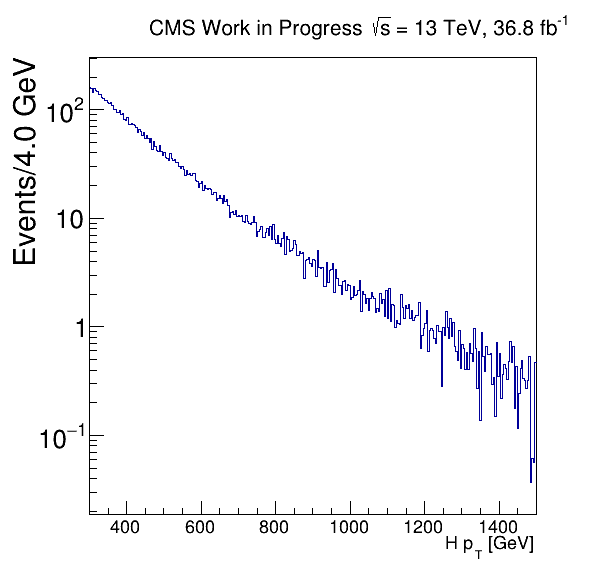 CMS Work in Progress √s = 13 TeV, 36.8 fb⁻¹
Events/4.0 GeV
10²
10
1
10⁻¹
400 600 800 1000 1200 1400
H p_T [GeV]